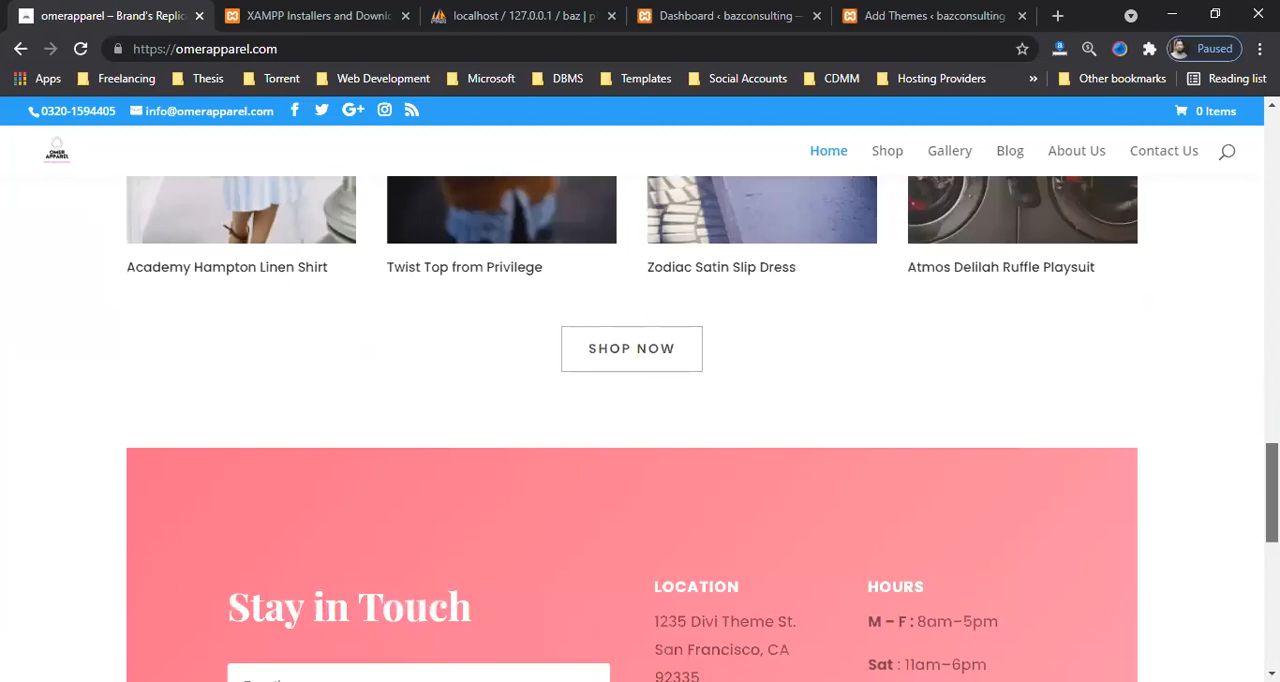 omerapparel – Brand's Replic
XAMPP Installers and Downlo
localhost / 127.0.0.1 / baz | p
Dashboard ‹ bazconsulting —
Add Themes ‹ bazconsulting
https://omerapparel.com
Paused
Apps
Freelancing
Thesis
Torrent
Web Development
Microsoft
DBMS
Templates
Social Accounts
CDMM
Hosting Providers
»
Other bookmarks
Reading list
0320-1594405
info@omerapparel.com
0 Items
OMER
APPAREL
Home
Shop
Gallery
Blog
About Us
Contact Us
Academy Hampton Linen Shirt
Twist Top from Privilege
Zodiac Satin Slip Dress
Atmos Delilah Ruffle Playsuit
SHOP NOW
Stay in Touch
LOCATION
1235 Divi Theme St.
San Francisco, CA
92335
HOURS
M – F : 8am–5pm
Sat : 11am–6pm